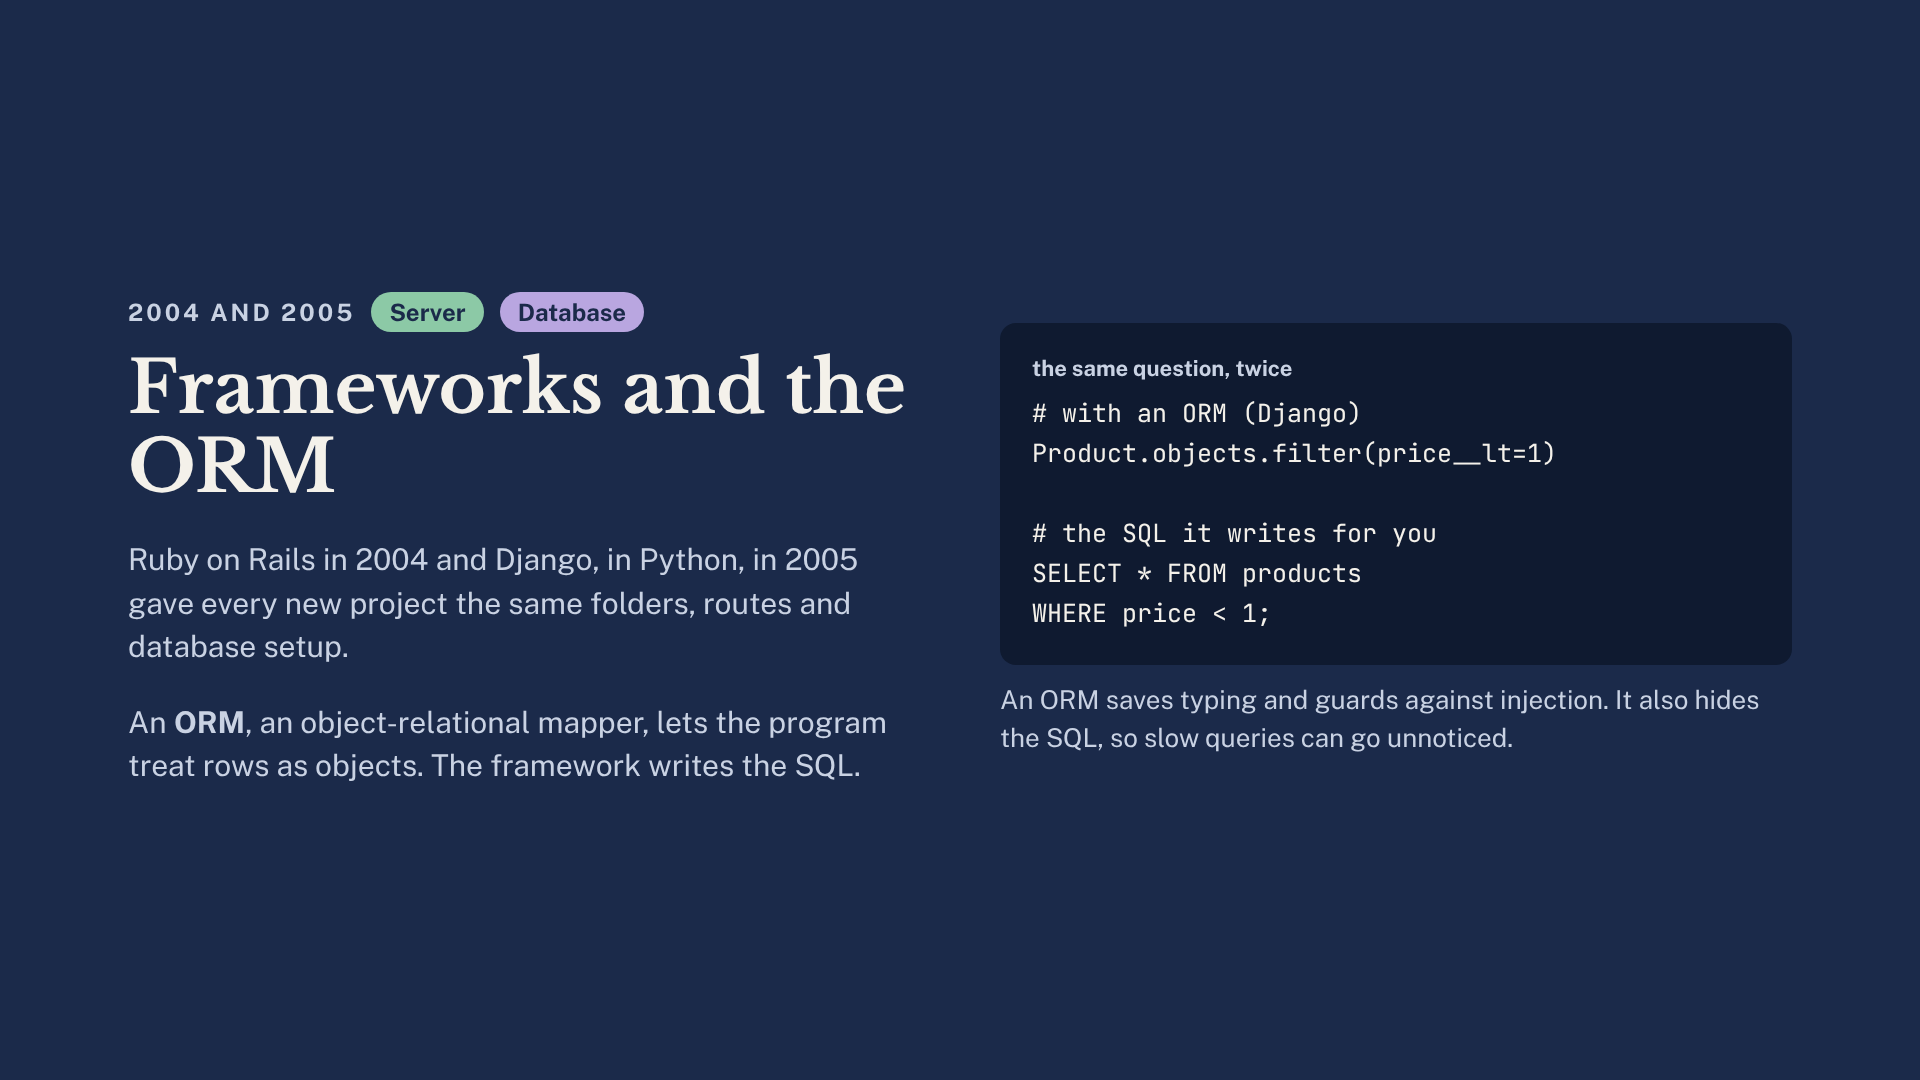 2004 AND 2005 Server Database
Frameworks and the
ORM
Ruby on Rails in 2004 and Django, in Python, in 2005
gave every new project the same folders, routes and
database setup.
An ORM, an object-relational mapper, lets the program
treat rows as objects. The framework writes the SQL.
the same question, twice
# with an ORM (Django)
Product.objects.filter(price__lt=1)
# the SQL it writes for you
SELECT * FROM products
WHERE price < 1;
An ORM saves typing and guards against injection. It also hides
the SQL, so slow queries can go unnoticed.